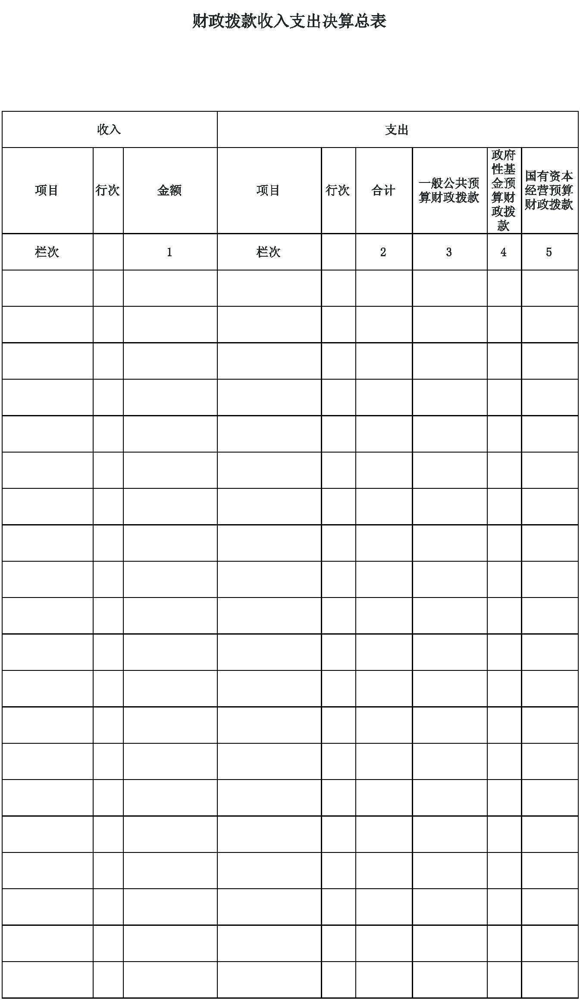 财政拨款收入支出决算总表
收入
支出
项目
行次
金额
项目
行次
合计
一般公共预
算财政拨款
政府
性基
金预
算财
政拨
款
国有资本
经营预算
财政拨款
栏次
1
栏次
2
3
4
5